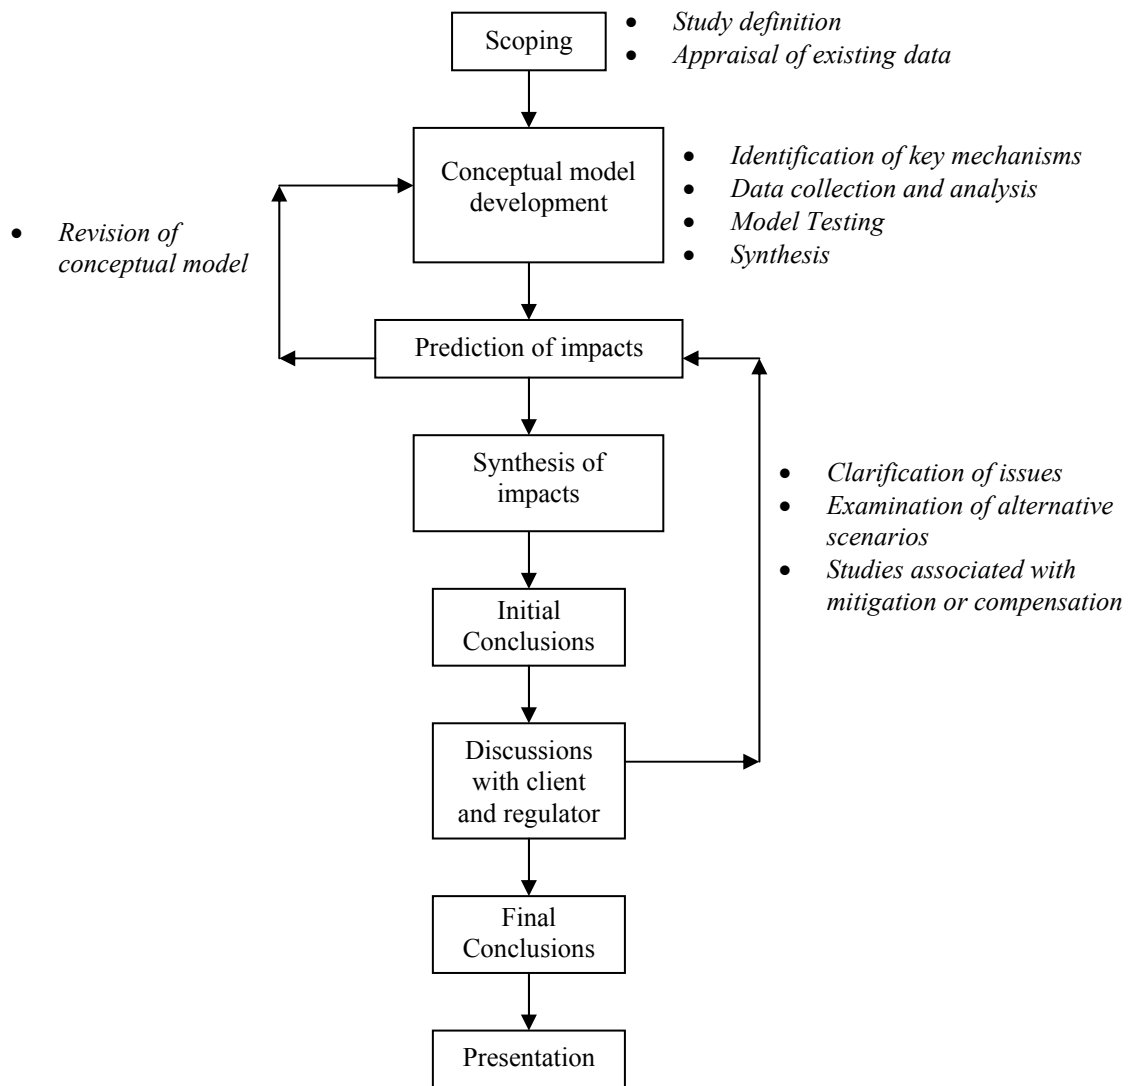 Scoping
• Study definition
• Appraisal of existing data
Conceptual model
development
• Identification of key mechanisms
• Data collection and analysis
• Model Testing
• Synthesis
• Revision of
conceptual model
Prediction of impacts
Synthesis of
impacts
• Clarification of issues
• Examination of alternative
scenarios
• Studies associated with
mitigation or compensation
Initial
Conclusions
Discussions
with client
and regulator
Final
Conclusions
Presentation